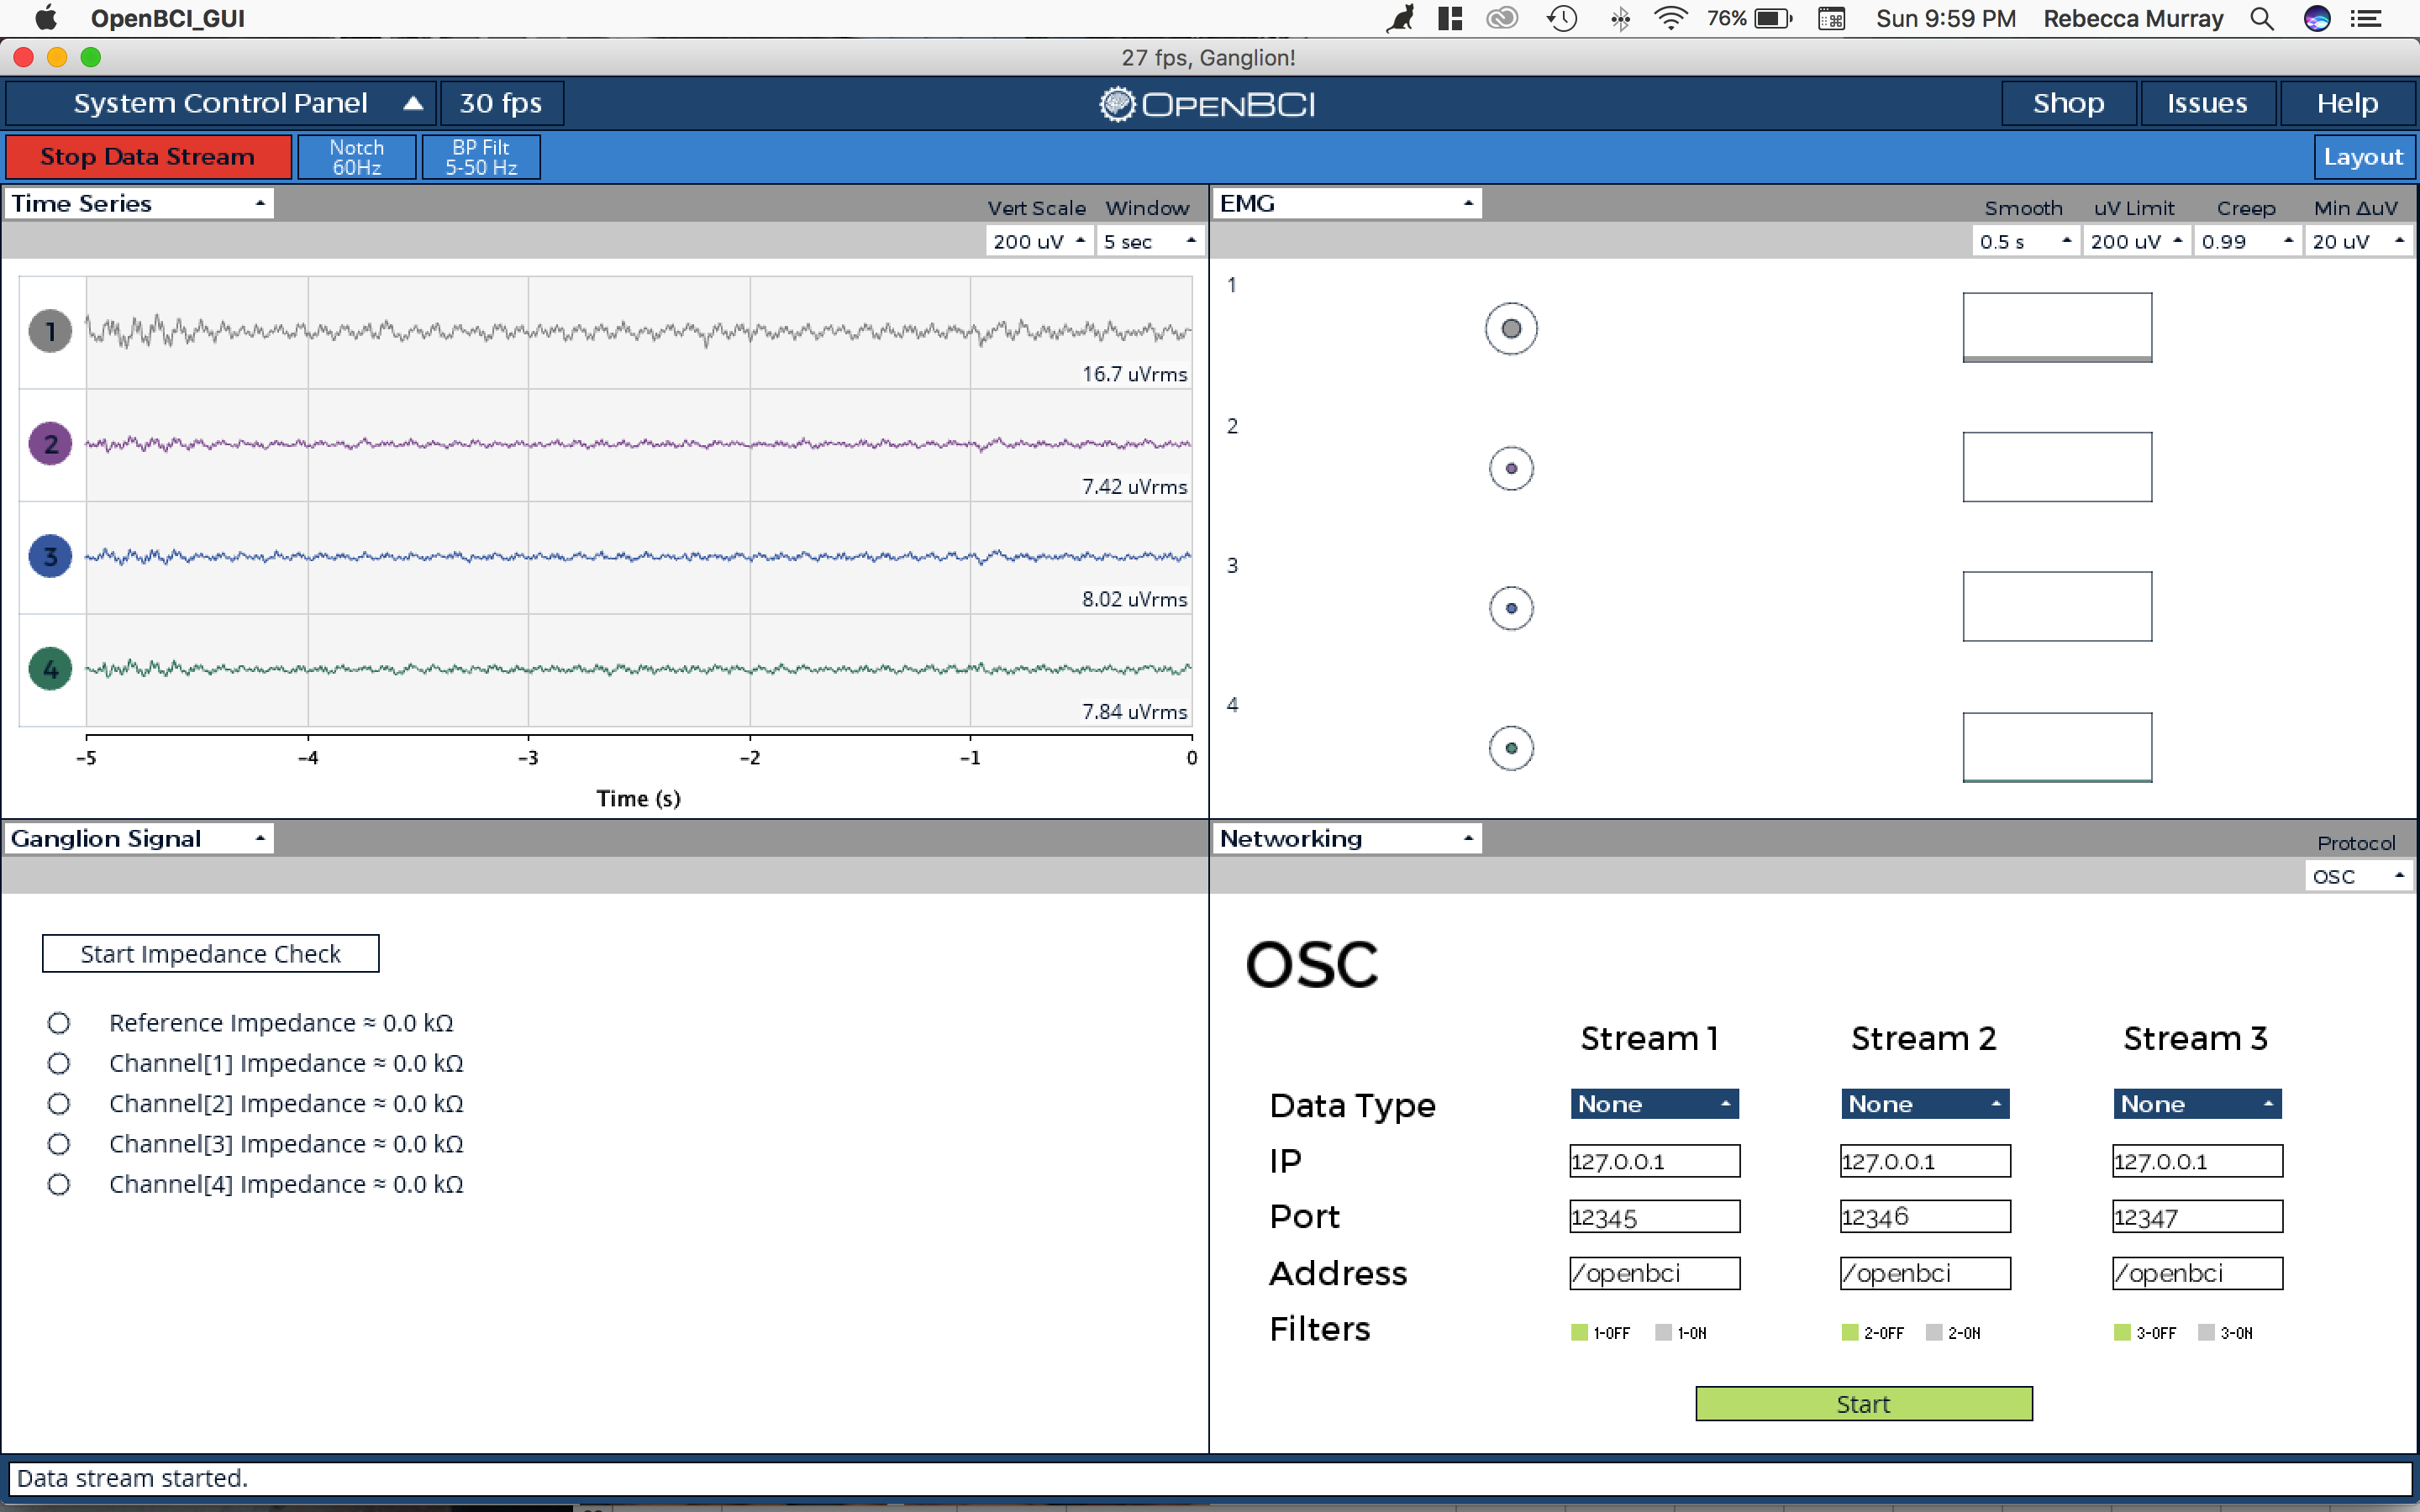 OpenBCI_GUI 76% Sun 9:59 PM Rebecca Murray
27 fps, Ganglion!
System Control Panel 30 fps OPENBCI Shop Issues Help
Stop Data Stream Notch 60Hz BP Filt 5-50 Hz Layout
Time Series
Vert Scale Window
200 uV 5 sec
1
16.7 uVrms
2
7.42 uVrms
3
8.02 uVrms
4
7.84 uVrms
-5 -4 -3 -2 -1 0
Time (s)
EMG
Smooth uV Limit Creep Min ΔuV
0.5 s 200 uV 0.99 20 uV
1
2
3
4
Ganglion Signal
Start Impedance Check
Reference Impedance ≈ 0.0 kΩ
Channel[1] Impedance ≈ 0.0 kΩ
Channel[2] Impedance ≈ 0.0 kΩ
Channel[3] Impedance ≈ 0.0 kΩ
Channel[4] Impedance ≈ 0.0 kΩ
Networking
Protocol
OSC
OSC
Stream 1 Stream 2 Stream 3
Data Type None None None
IP 127.0.0.1 127.0.0.1 127.0.0.1
Port 12345 12346 12347
Address /openbci /openbci /openbci
Filters 1-OFF 1-ON 2-OFF 2-ON 3-OFF 3-ON
Start
Data stream started.